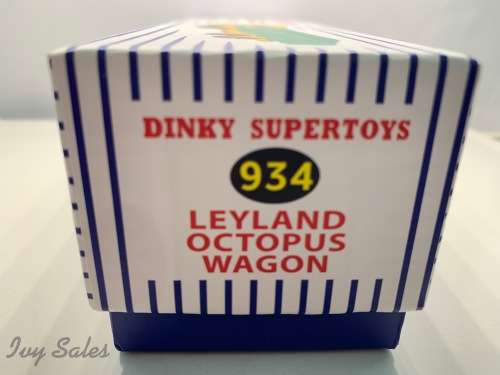 DINKY SUPERTOYS
934
LEYLAND
OCTOPUS
WAGON
Ivy Sales